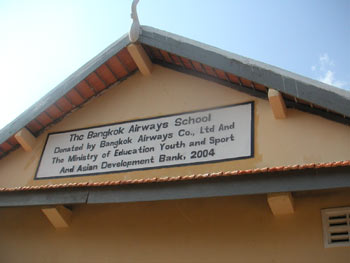 The Bangkok Airways School
Donated by Bangkok Airways Co., Ltd And
The Ministry of Education Youth and Sport
And Asian Development Bank, 2004